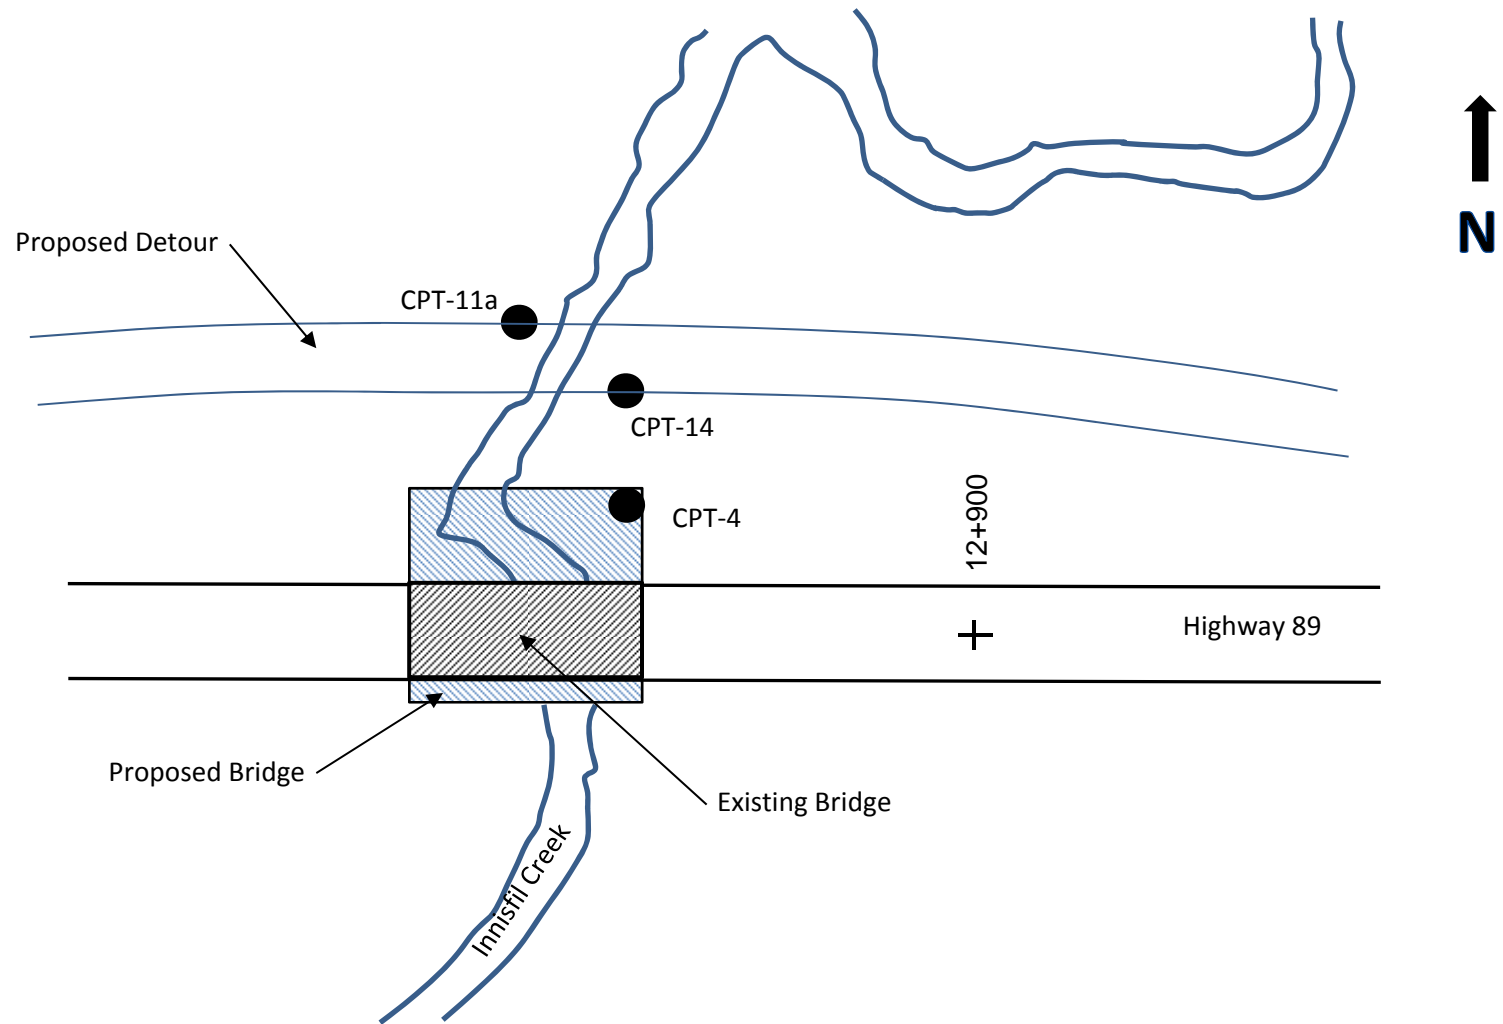 N
Proposed Detour
CPT-11a
CPT-14
CPT-4
12+900
Highway 89
Proposed Bridge
Existing Bridge
Innisfil Creek